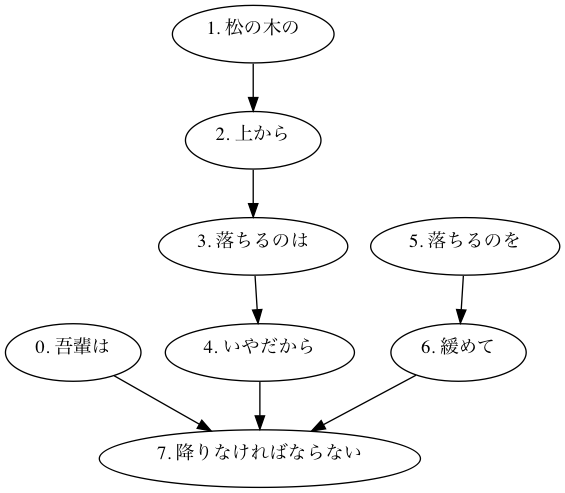 1. 松の木の
2. 上から
3. 落ちるのは
5. 落ちるのを
0. 吾輩は
4. いやだから
6. 緩めて
7. 降りなければならない